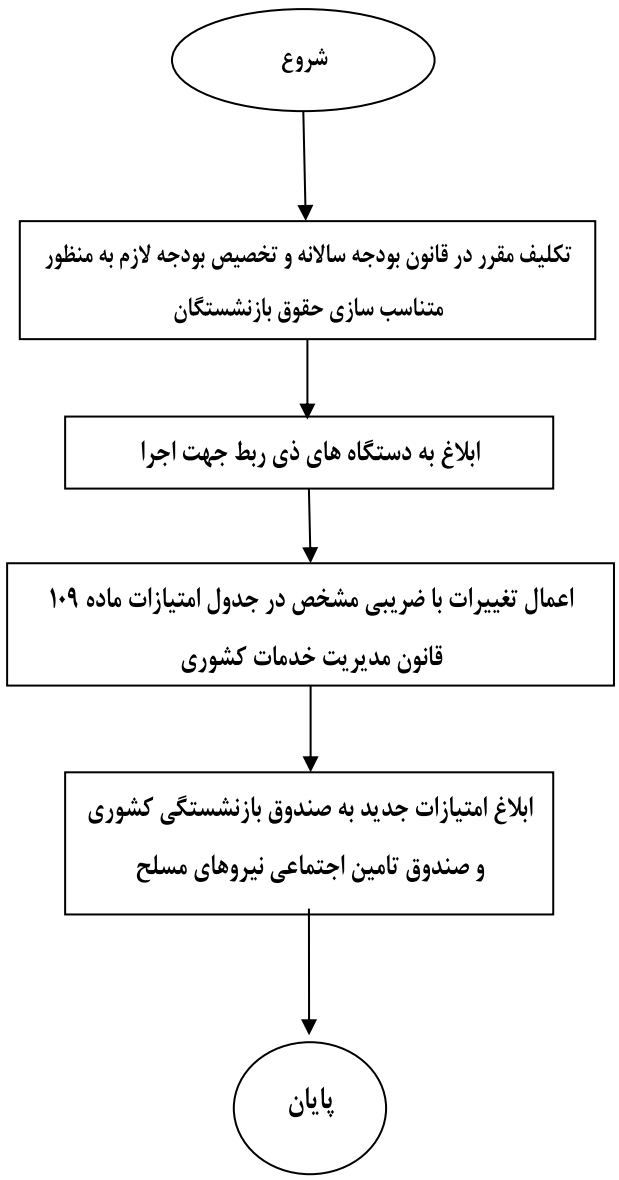 شروع
تکلیف مقرر در قانون بودجه سالانه و تخصیص بودجه لازم به منظور
متناسب سازی حقوق بازنشستگان
ابلاغ به دستگاه های ذی ربط جهت اجرا
اعمال تغییرات با ضریبی مشخص در جدول امتیازات ماده ۱۰۹
قانون مدیریت خدمات کشوری
ابلاغ امتیازات جدید به صندوق بازنشستگی کشوری
و صندوق تامین اجتماعی نیروهای مسلح
پایان